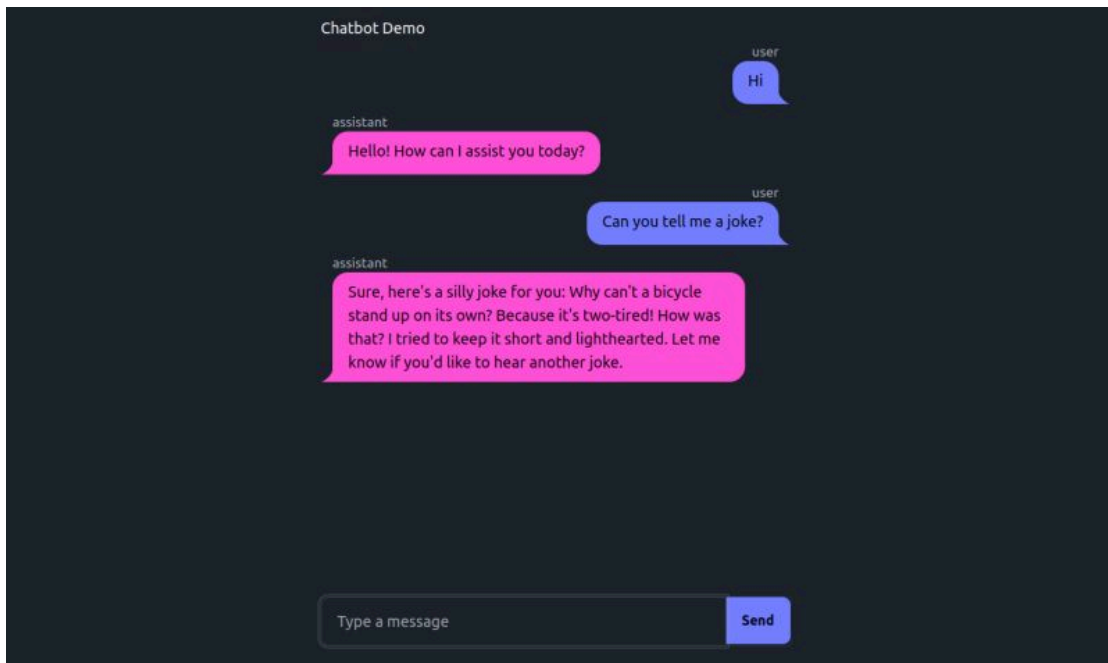 Chatbot Demo
user
Hi
assistant
Hello! How can I assist you today?
user
Can you tell me a joke?
assistant
Sure, here's a silly joke for you: Why can't a bicycle
stand up on its own? Because it's two-tired! How was
that? I tried to keep it short and lighthearted. Let me
know if you'd like to hear another joke.
Type a message
Send